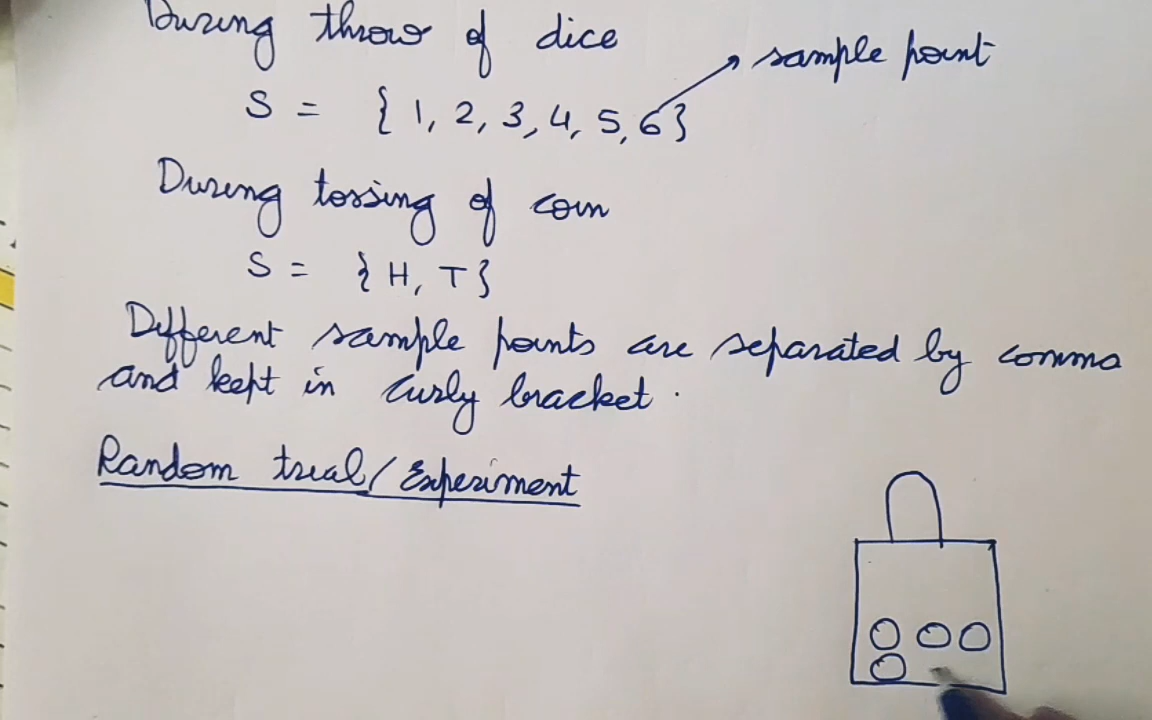 During throw of dice
sample point
S = { 1, 2, 3, 4, 5, 6 }
During tossing of coin
S = { H, T }
Different sample points are separated by comma
and kept in curly bracket.
Random trial / Experiment